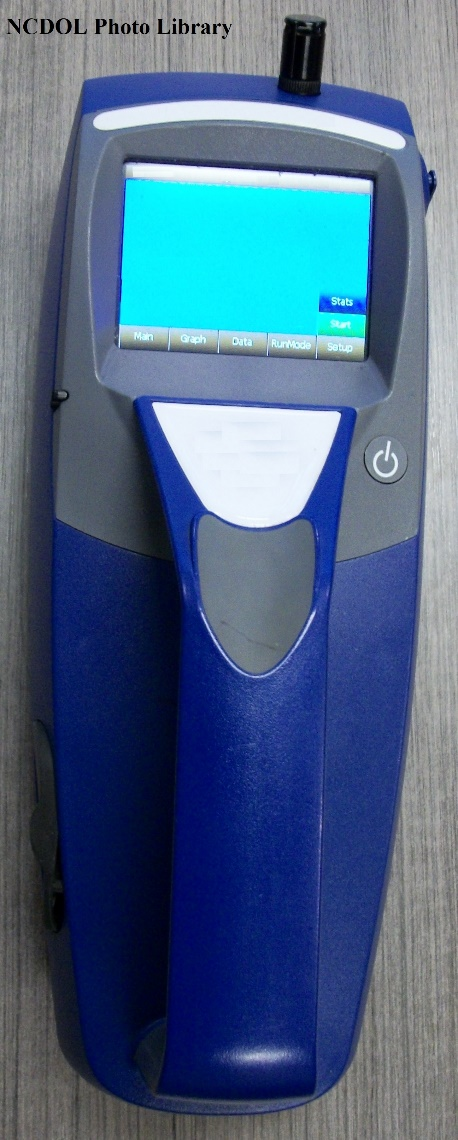 NCDOL Photo Library
Stats
Start
Main Graph Data RunMode Setup